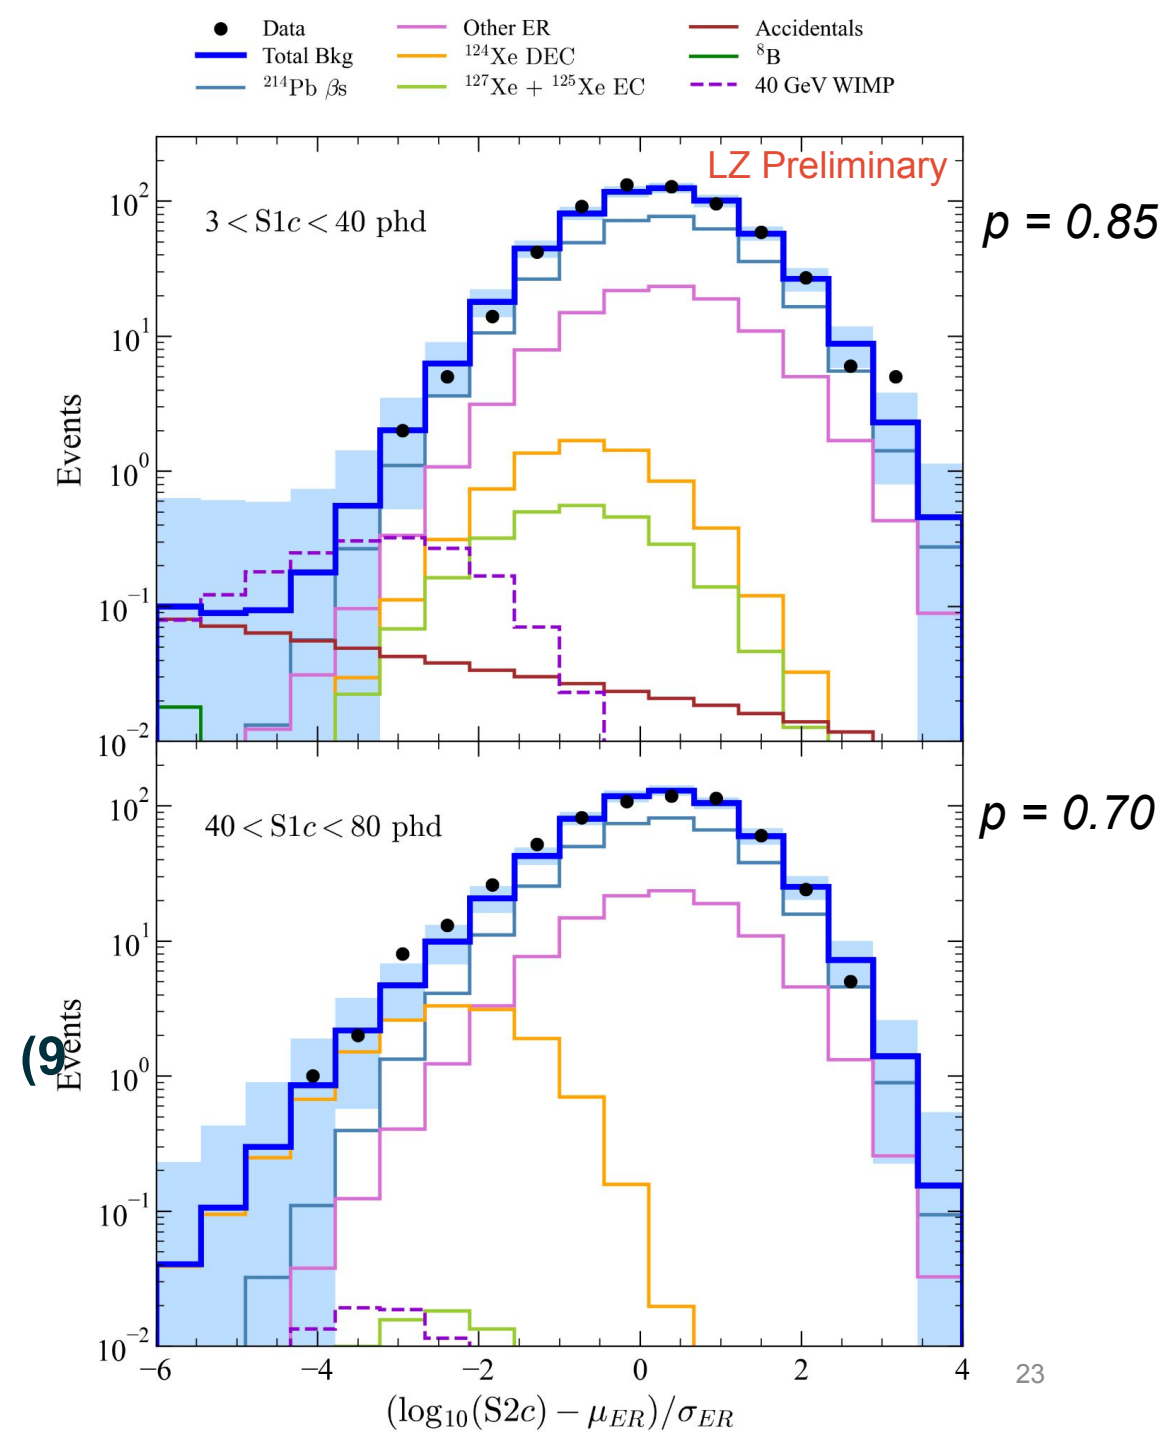 Data
Total Bkg
²¹⁴Pb βs
Other ER
¹²⁴Xe DEC
¹²⁷Xe + ¹²⁵Xe EC
Accidentals
⁸B
40 GeV WIMP
LZ Preliminary
3 < S1c < 40 phd
p = 0.85
10²
10¹
10⁰
10⁻¹
10⁻²
Events
40 < S1c < 80 phd
p = 0.70
10²
10¹
10⁰
10⁻¹
10⁻²
Events
(9
−6 −4 −2 0 2 4
23
(log₁₀(S2c) − μ_ER)/σ_ER